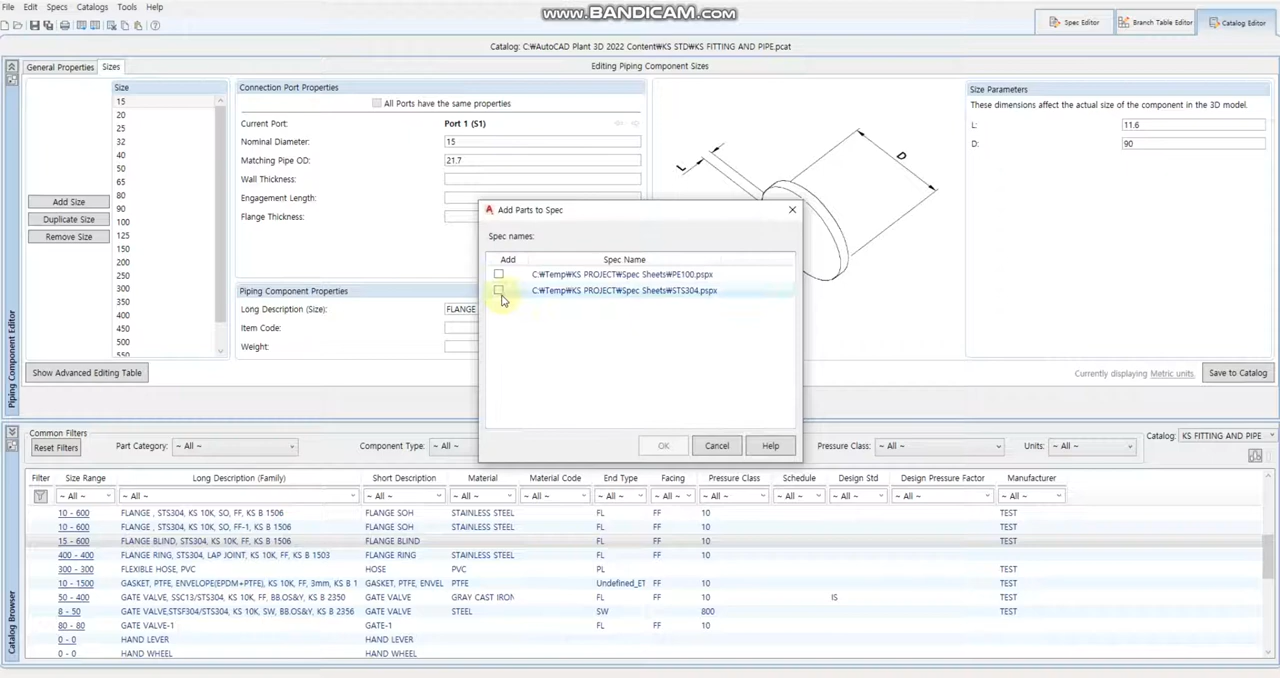 www.BANDICAM.com
File Edit Specs Catalogs Tools Help
Spec Editor Branch Table Editor Catalog Editor
Catalog: C:₩AutoCAD Plant 3D 2022 Content₩KS STD₩KS FITTING AND PIPE.pcat
General Properties Sizes Editing Piping Component Sizes
Piping Component Editor
Size
15
20
25
32
40
50
65
80
90
100
125
150
200
250
300
350
400
450
500
550
Add Size
Duplicate Size
Remove Size
Show Advanced Editing Table
Connection Port Properties
All Ports have the same properties
Current Port: Port 1 (S1)
Nominal Diameter: 15
Matching Pipe OD: 21.7
Wall Thickness:
Engagement Length:
Flange Thickness:
Piping Component Properties
Long Description (Size): FLANGE
Item Code:
Weight:
L
D
Size Parameters
These dimensions affect the actual size of the component in the 3D model.
L: 11.6
D: 90
Currently displaying Metric units. Save to Catalog
Add Parts to Spec
Spec names:
Add Spec Name
C:₩Temp₩KS PROJECT₩Spec Sheets₩PE100.pspx
C:₩Temp₩KS PROJECT₩Spec Sheets₩STS304.pspx
OK Cancel Help
Catalog Browser
Common Filters
Reset Filters Part Category: ~ All ~ Component Type: ~ All ~ Pressure Class: ~ All ~ Units: ~ All ~ Catalog: KS FITTING AND PIPE
Filter Size Range Long Description (Family) Short Description Material Material Code End Type Facing Pressure Class Schedule Design Std Design Pressure Factor Manufacturer
~ All ~ ~ All ~ ~ All ~ ~ All ~ ~ All ~ ~ All ~ ~ All ~ ~ All ~ ~ All ~ ~ All ~ ~ All ~ ~ All ~
10 - 600 FLANGE , STS304, KS 10K, SO, FF, KS B 1506 FLANGE SOH STAINLESS STEEL FL FF 10 TEST
10 - 600 FLANGE , STS304, KS 10K, SO, FF-1, KS B 1506 FLANGE SOH STAINLESS STEEL FL FF 10 TEST
15 - 600 FLANGE BLIND, STS304, KS 10K, FF, KS B 1506 FLANGE BLIND FL FF 10 TEST
400 - 400 FLANGE RING, STS304, LAP JOINT, KS 10K, FF, KS B 1503 FLANGE RING STAINLESS STEEL FL FF 10
300 - 300 FLEXIBLE HOSE, PVC HOSE PVC PL TEST
10 - 1500 GASKET, PTFE, ENVELOPE(EPDM+PTFE), KS 10K, FF, 3mm, KS B 1 GASKET, PTFE, ENVEL PTFE Undefined_ET FF 10 TEST
50 - 400 GATE VALVE, SSC13/STS304, KS 10K, FF, BB.OS&Y, KS B 2356 GATE VALVE GRAY CAST IRON FL FF 10 IS TEST
8 - 50 GATE VALVE,STSF304/STS304, KS 10K, SW, BB.OS&Y, KS B 2356 GATE VALVE STEEL SW 800 TEST
80 - 80 GATE VALVE-1 GATE-1 FL FF 10
0 - 0 HAND LEVER HAND LEVER
0 - 0 HAND WHEEL HAND WHEEL